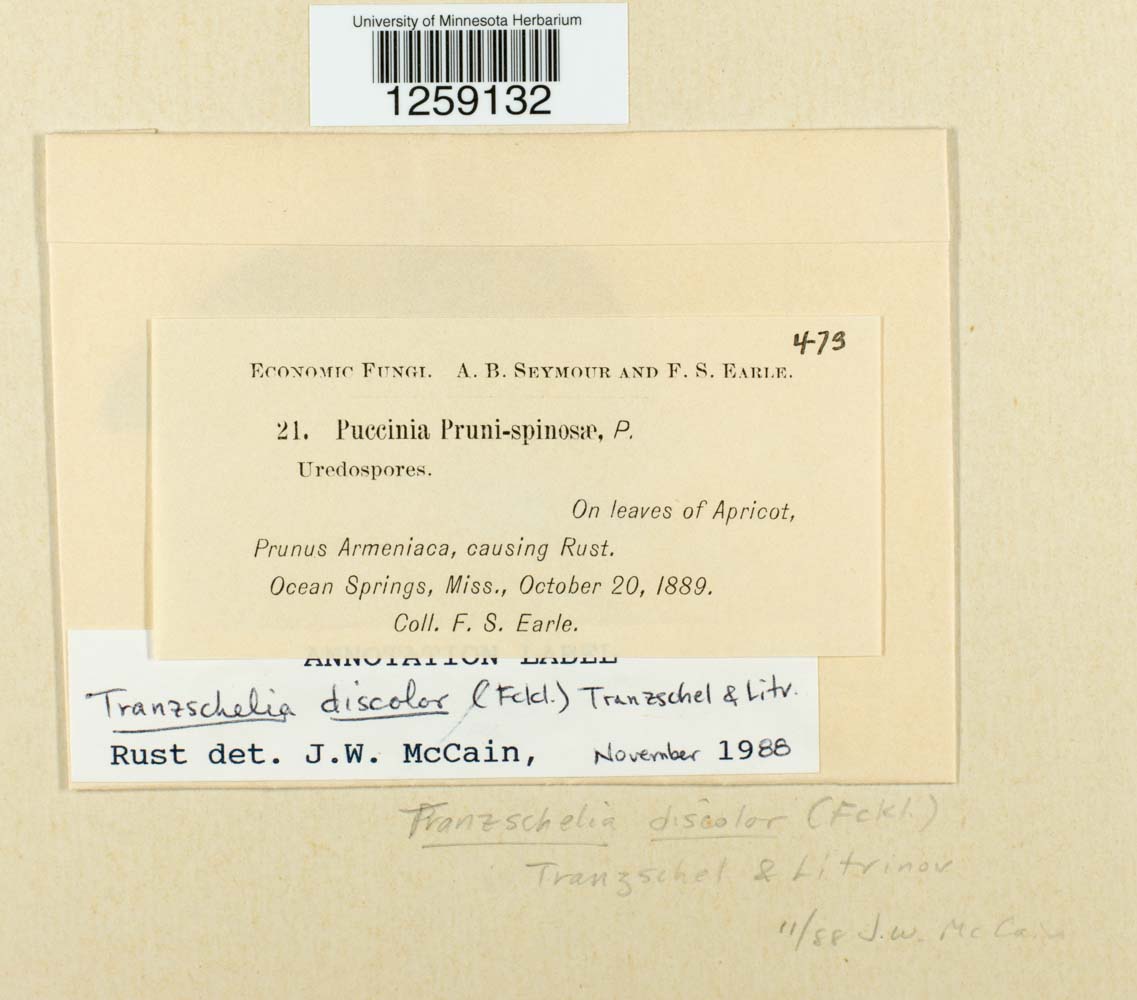 University of Minnesota Herbarium
1259132
473
Economic Fungi. A. B. Seymour and F. S. Earle.
21. Puccinia Pruni-spinosæ, P.
Uredospores.
On leaves of Apricot,
Prunus Armeniaca, causing Rust.
Ocean Springs, Miss., October 20, 1889.
Coll. F. S. Earle.
ANNOTATION LABEL
Tranzschelia discolor (Fckl.) Tranzschel & Litv.
Rust det. J.W. McCain, November 1988
Tranzschelia discolor (Fckl.)
Tranzschel & Litvinov
11/88 J.W. McCain